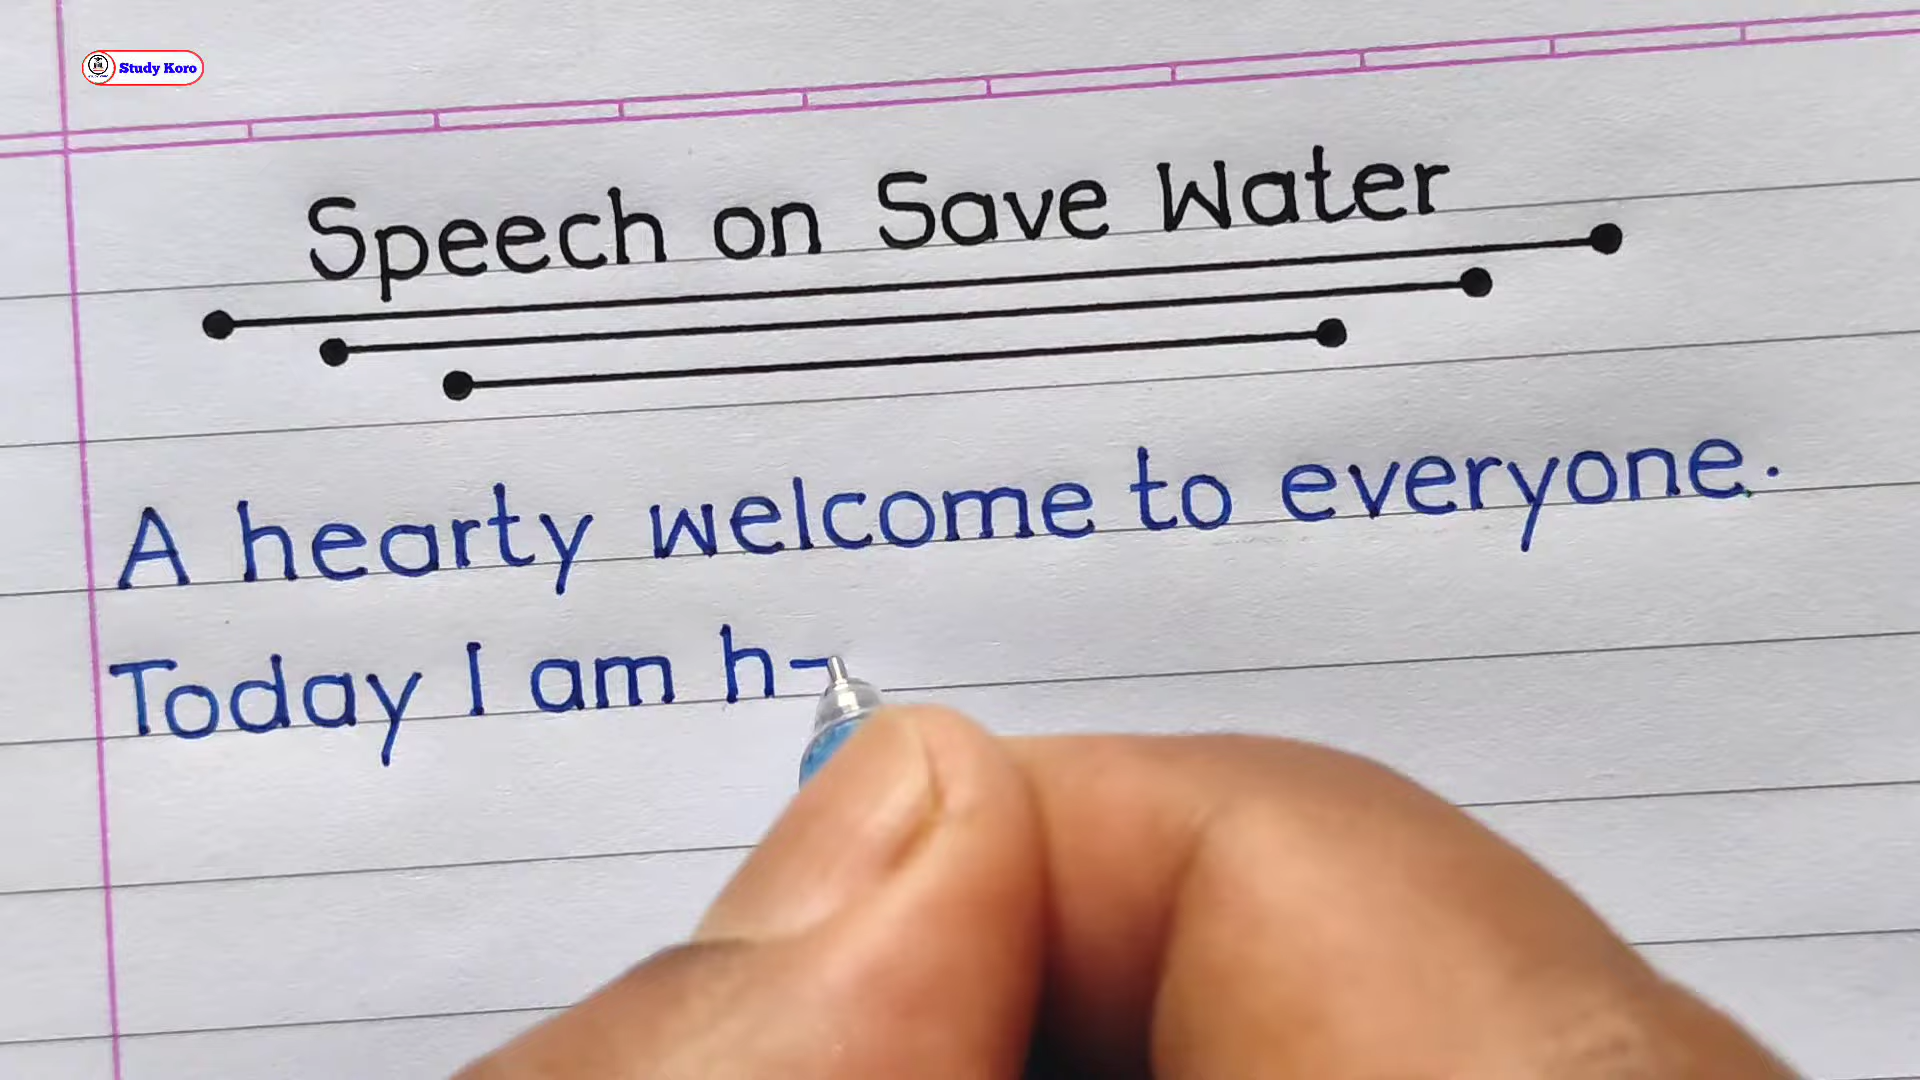 Study Koro
Speech on Save Water
A hearty welcome to everyone.
Today I am h